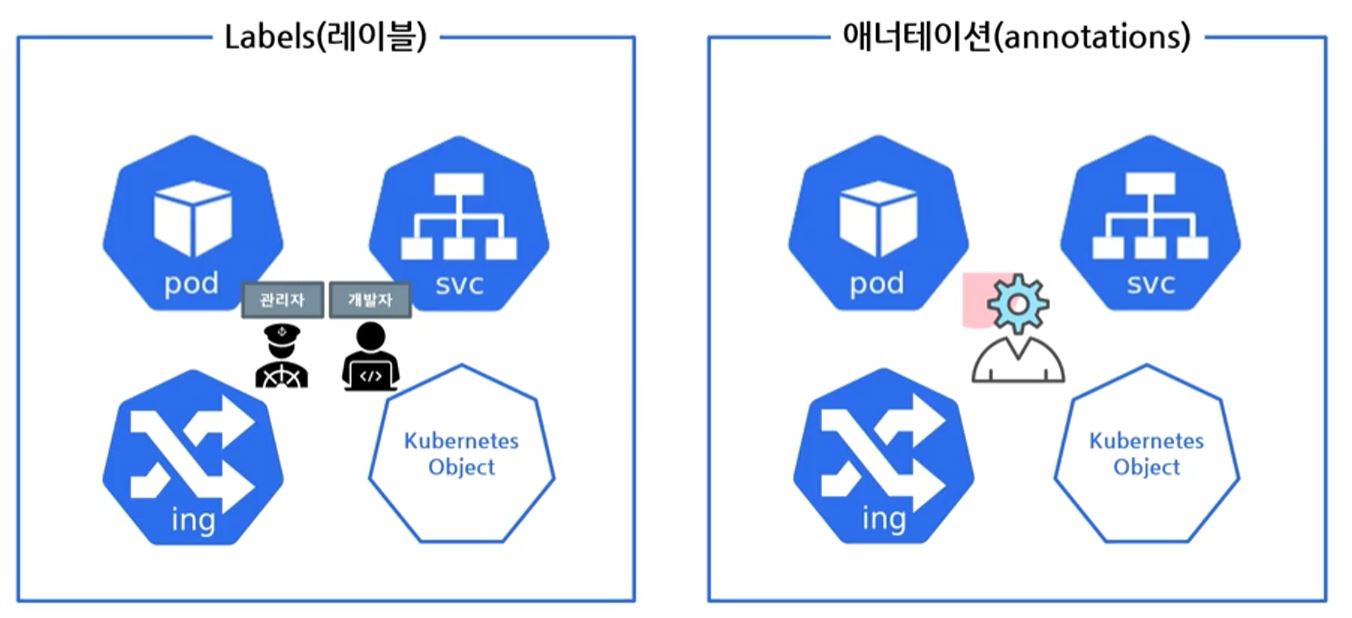 Labels(레이블)
pod
svc
관리자
개발자
ing
Kubernetes
Object
애너테이션(annotations)
pod
svc
ing
Kubernetes
Object